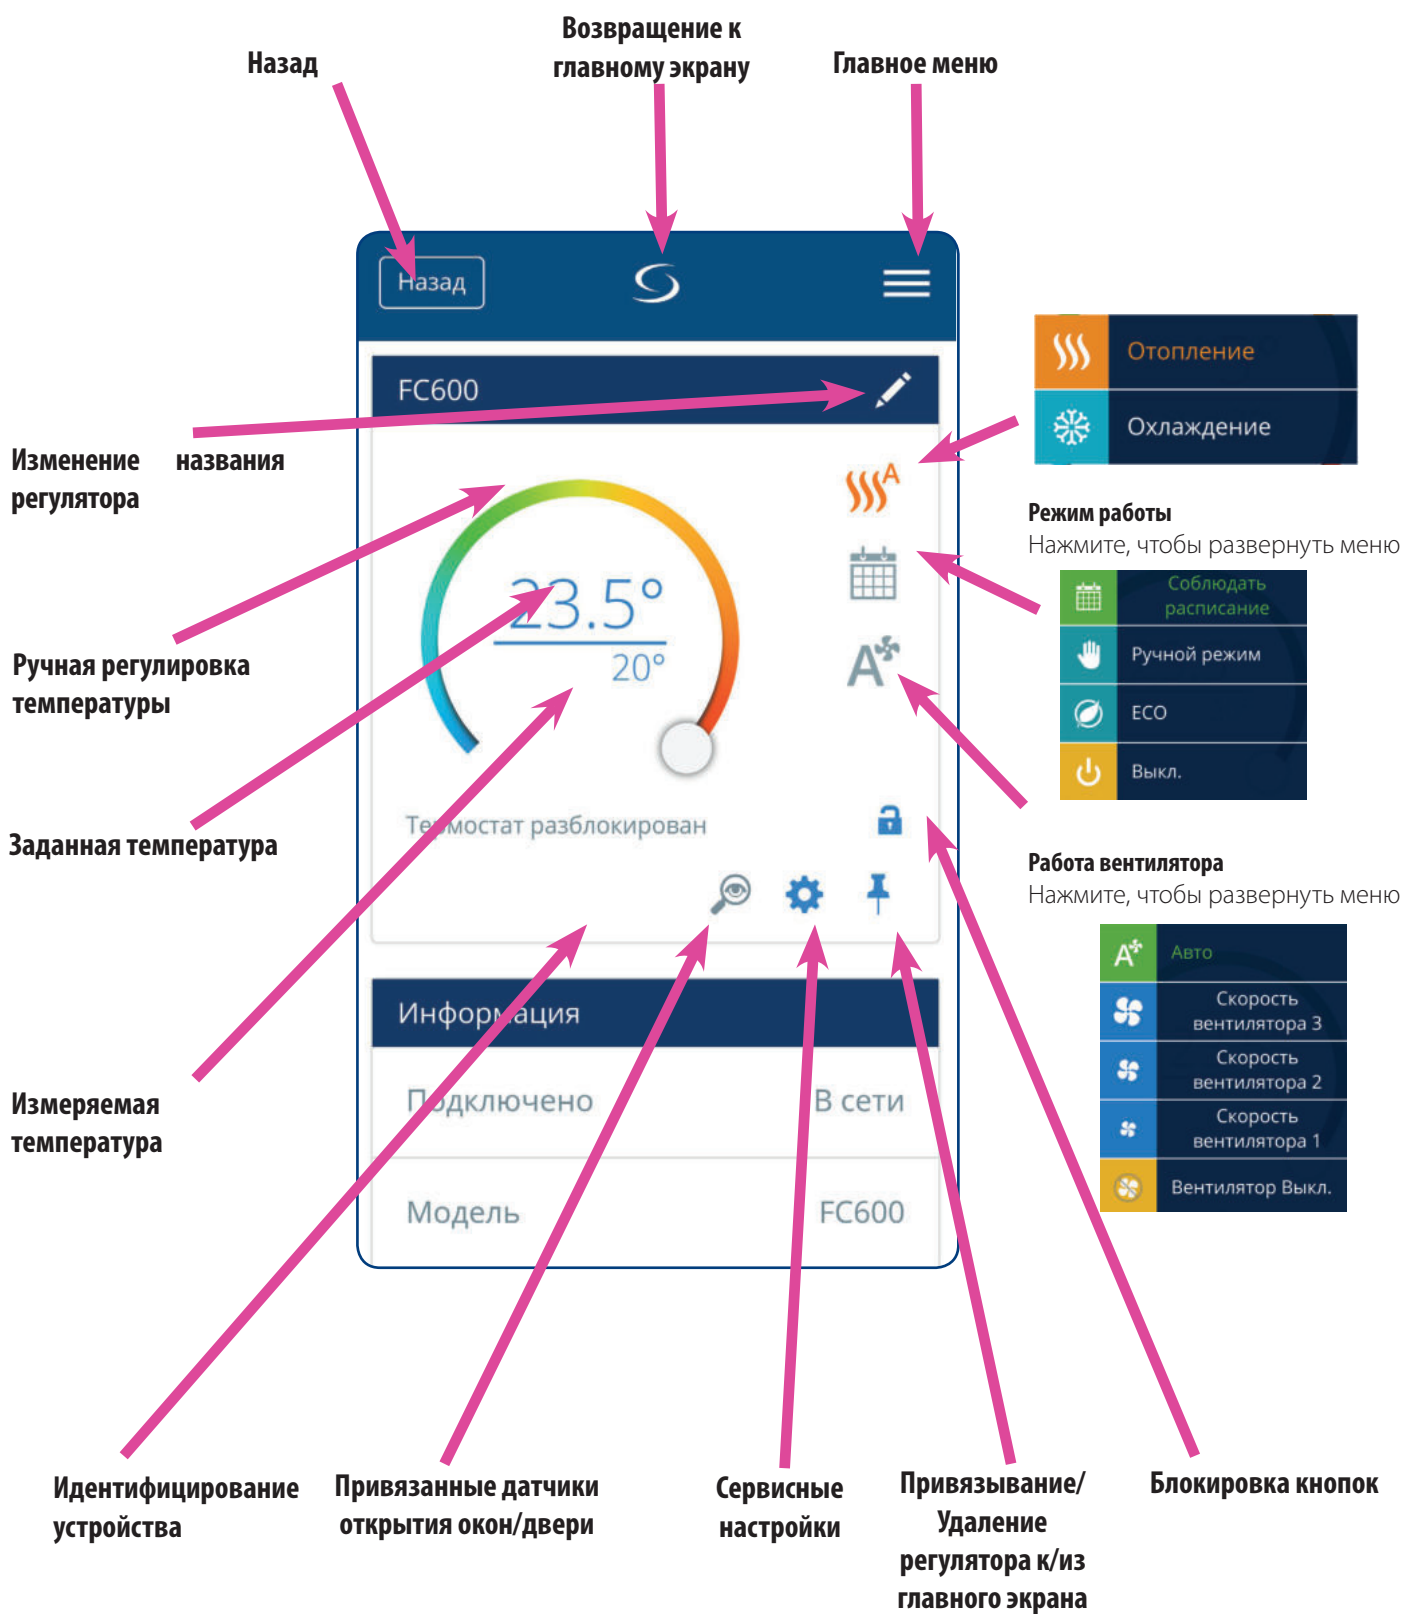 Возвращение к
главному экрану
Назад
Главное меню
Назад
FC600
Отопление
Охлаждение
Изменение названия
регулятора
A
Режим работы
Нажмите, чтобы развернуть меню
23.5°
20°
A
Соблюдать
расписание
Ручной режим
ECO
Выкл.
Ручная регулировка
температуры
Заданная температура
Термостат разблокирован
Работа вентилятора
Нажмите, чтобы развернуть меню
A
Авто
Скорость
вентилятора 3
Скорость
вентилятора 2
Скорость
вентилятора 1
Вентилятор Выкл.
Информация
Подключено В сети
Модель FC600
Измеряемая
температура
Идентифицирование
устройства
Привязанные датчики
открытия окон/двери
Сервисные
настройки
Привязывание/
Удаление
регулятора к/из
главного экрана
Блокировка кнопок